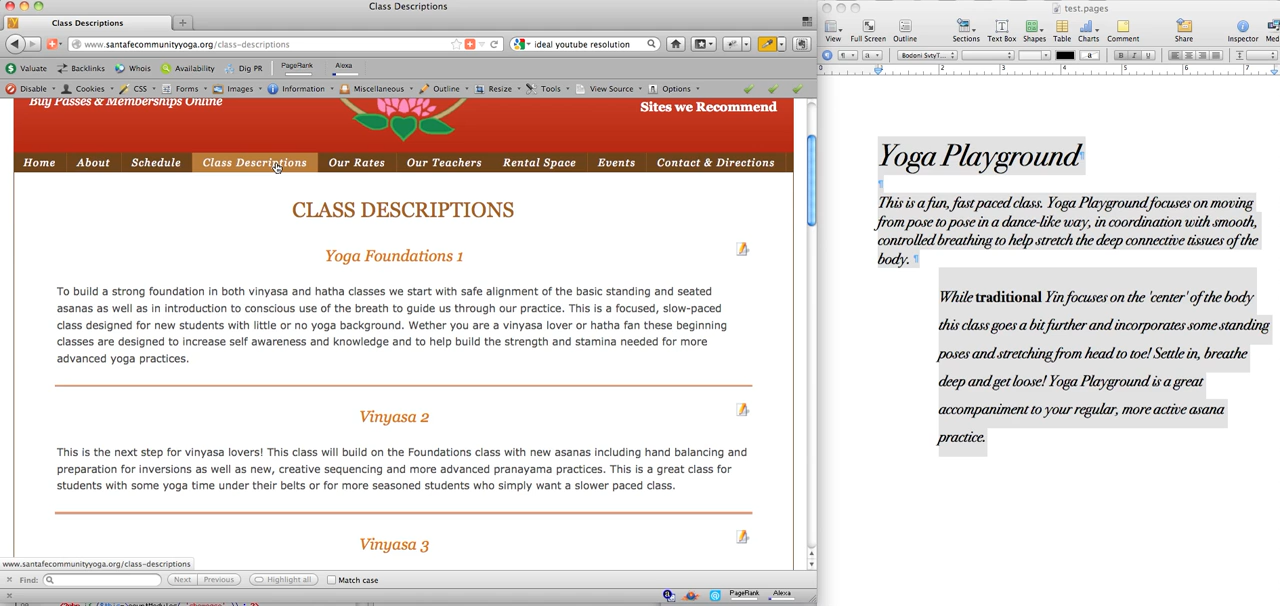 Class Descriptions
test.pages
Class Descriptions
www.santafecommunityyoga.org/class-descriptions
ideal youtube resolution
View Full Screen Outline Sections Text Box Shapes Table Charts Comment Share Inspector Med
Valuate Backlinks Whois Availability Dig PR PageRank Alexa
Bodoni SvtyT... B I U
Disable Cookies CSS Forms Images Information Miscellaneous Outline Resize Tools View Source Options
0 2 3 4 5 6 7
Buy Passes & Memberships Online
Sites we Recommend
Home About Schedule Class Descriptions Our Rates Our Teachers Rental Space Events Contact & Directions
CLASS DESCRIPTIONS
Yoga Foundations 1
To build a strong foundation in both vinyasa and hatha classes we start with safe alignment of the basic standing and seated
asanas as well as in introduction to conscious use of the breath to guide us through our practice. This is a focused, slow-paced
class designed for new students with little or no yoga background. Wether you are a vinyasa lover or hatha fan these beginning
classes are designed to increase self awareness and knowledge and to help build the strength and stamina needed for more
advanced yoga practices.
Vinyasa 2
This is the next step for vinyasa lovers! This class will build on the Foundations class with new asanas including hand balancing and
preparation for inversions as well as new, creative sequencing and more advanced pranayama practices. This is a great class for
students with some yoga time under their belts or for more seasoned students who simply want a slower paced class.
Vinyasa 3
www.santafecommunityyoga.org/class-descriptions
Find: Next Previous Highlight all Match case
PageRank Alexa
Yoga Playground
This is a fun, fast paced class. Yoga Playground focuses on moving
from pose to pose in a dance-like way, in coordination with smooth,
controlled breathing to help stretch the deep connective tissues of the
body.
While traditional Yin focuses on the 'center' of the body
this class goes a bit further and incorporates some standing
poses and stretching from head to toe! Settle in, breathe
deep and get loose! Yoga Playground is a great
accompaniment to your regular, more active asana
practice.